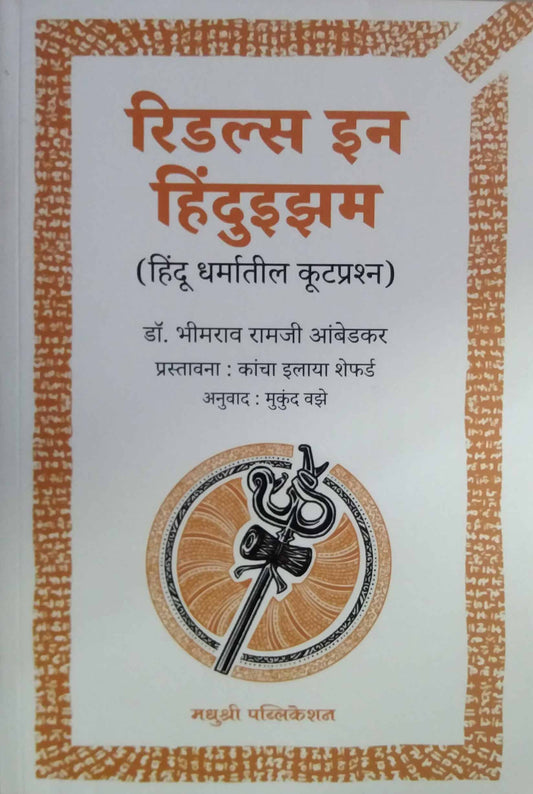 रिडल्स इन
हिंदुइझम
(हिंदू धर्मातील कूटप्रश्न)
डॉ. भीमराव रामजी आंबेडकर
प्रस्तावना : कांचा इलाया शेफर्ड
अनुवाद : मुकुंद वझे
मधुश्री पब्लिकेशन